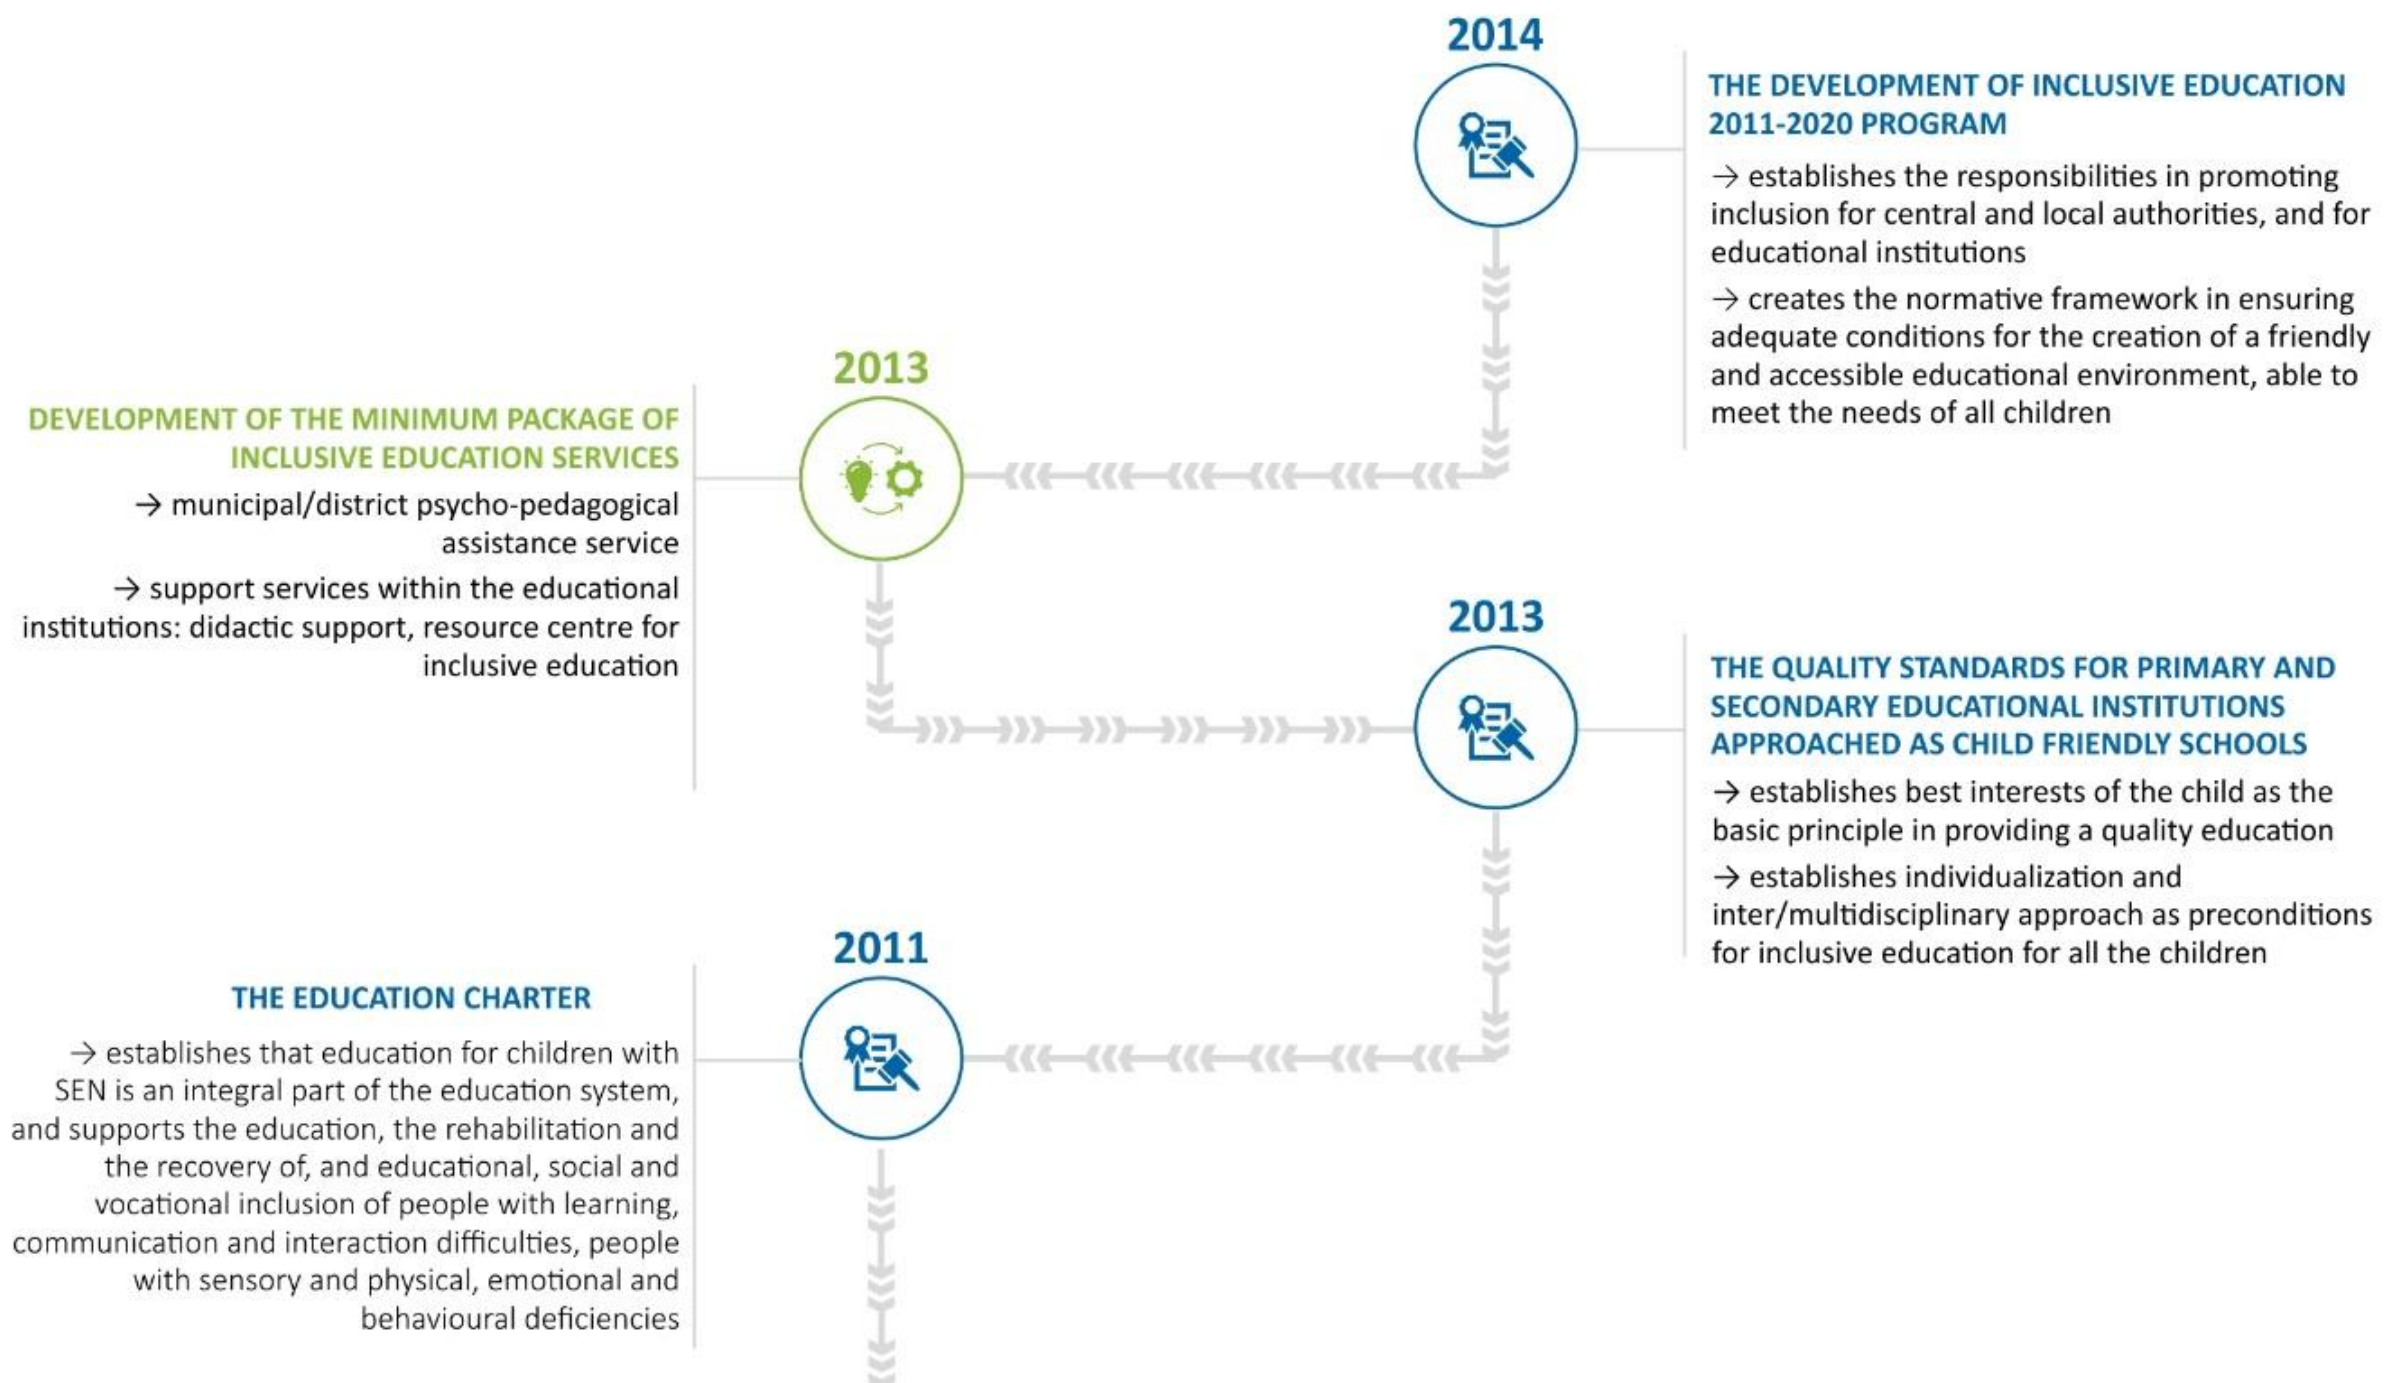 2014
THE DEVELOPMENT OF INCLUSIVE EDUCATION
2011-2020 PROGRAM
→ establishes the responsibilities in promoting
inclusion for central and local authorities, and for
educational institutions
→ creates the normative framework in ensuring
adequate conditions for the creation of a friendly
and accessible educational environment, able to
meet the needs of all children
2013
DEVELOPMENT OF THE MINIMUM PACKAGE OF
INCLUSIVE EDUCATION SERVICES
→ municipal/district psycho-pedagogical
assistance service
→ support services within the educational
institutions: didactic support, resource centre for
inclusive education
2013
THE QUALITY STANDARDS FOR PRIMARY AND
SECONDARY EDUCATIONAL INSTITUTIONS
APPROACHED AS CHILD FRIENDLY SCHOOLS
→ establishes best interests of the child as the
basic principle in providing a quality education
→ establishes individualization and
inter/multidisciplinary approach as preconditions
for inclusive education for all the children
2011
THE EDUCATION CHARTER
→ establishes that education for children with
SEN is an integral part of the education system,
and supports the education, the rehabilitation and
the recovery of, and educational, social and
vocational inclusion of people with learning,
communication and interaction difficulties, people
with sensory and physical, emotional and
behavioural deficiencies